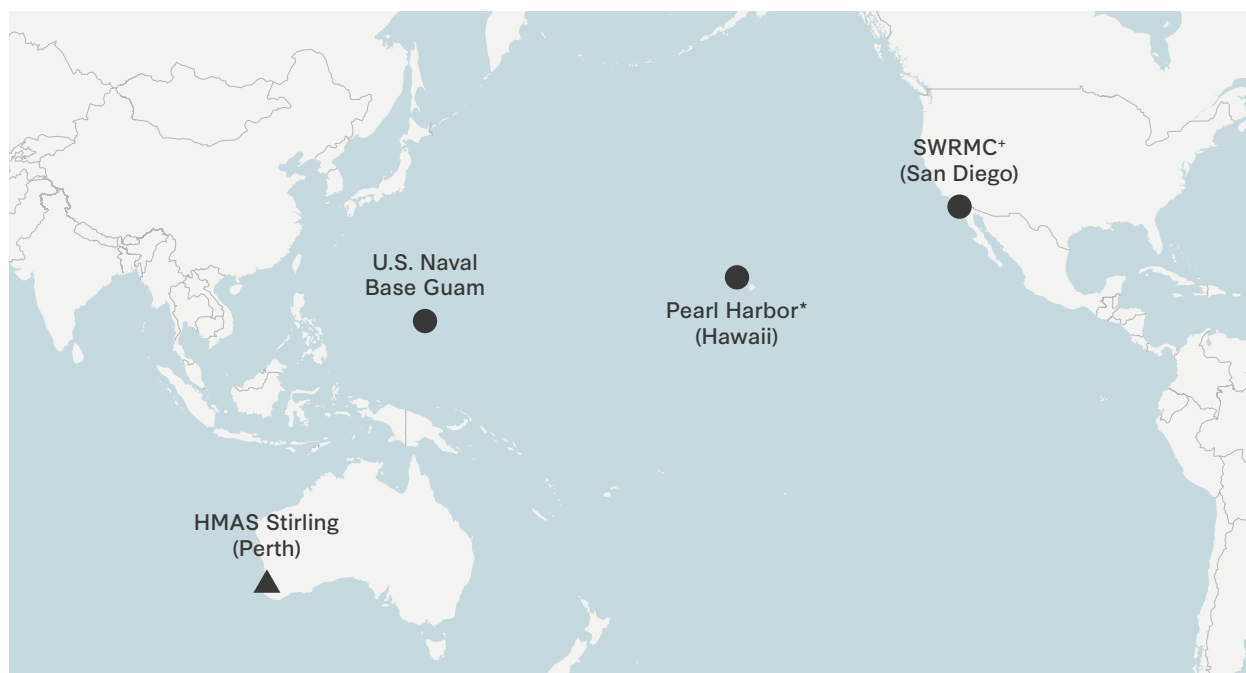 SWRMC⁺
(San Diego)
U.S. Naval
Base Guam
Pearl Harbor*
(Hawaii)
HMAS Stirling
(Perth)